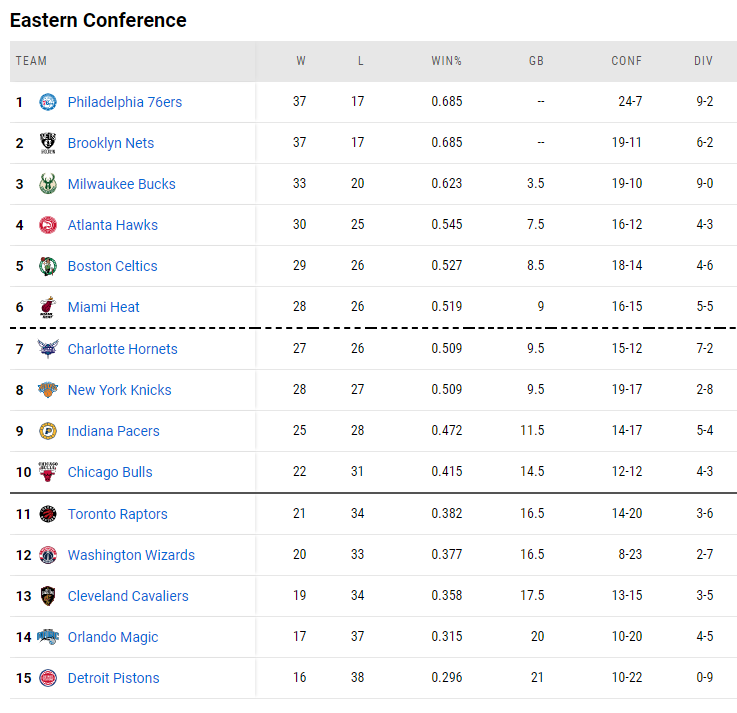 Eastern Conference
TEAM W L WIN% GB CONF DIV
1 Philadelphia 76ers 37 17 0.685 -- 24-7 9-2
2 Brooklyn Nets 37 17 0.685 -- 19-11 6-2
3 Milwaukee Bucks 33 20 0.623 3.5 19-10 9-0
4 Atlanta Hawks 30 25 0.545 7.5 16-12 4-3
5 Boston Celtics 29 26 0.527 8.5 18-14 4-6
6 Miami Heat 28 26 0.519 9 16-15 5-5
7 Charlotte Hornets 27 26 0.509 9.5 15-12 7-2
8 New York Knicks 28 27 0.509 9.5 19-17 2-8
9 Indiana Pacers 25 28 0.472 11.5 14-17 5-4
10 Chicago Bulls 22 31 0.415 14.5 12-12 4-3
11 Toronto Raptors 21 34 0.382 16.5 14-20 3-6
12 Washington Wizards 20 33 0.377 16.5 8-23 2-7
13 Cleveland Cavaliers 19 34 0.358 17.5 13-15 3-5
14 Orlando Magic 17 37 0.315 20 10-20 4-5
15 Detroit Pistons 16 38 0.296 21 10-22 0-9